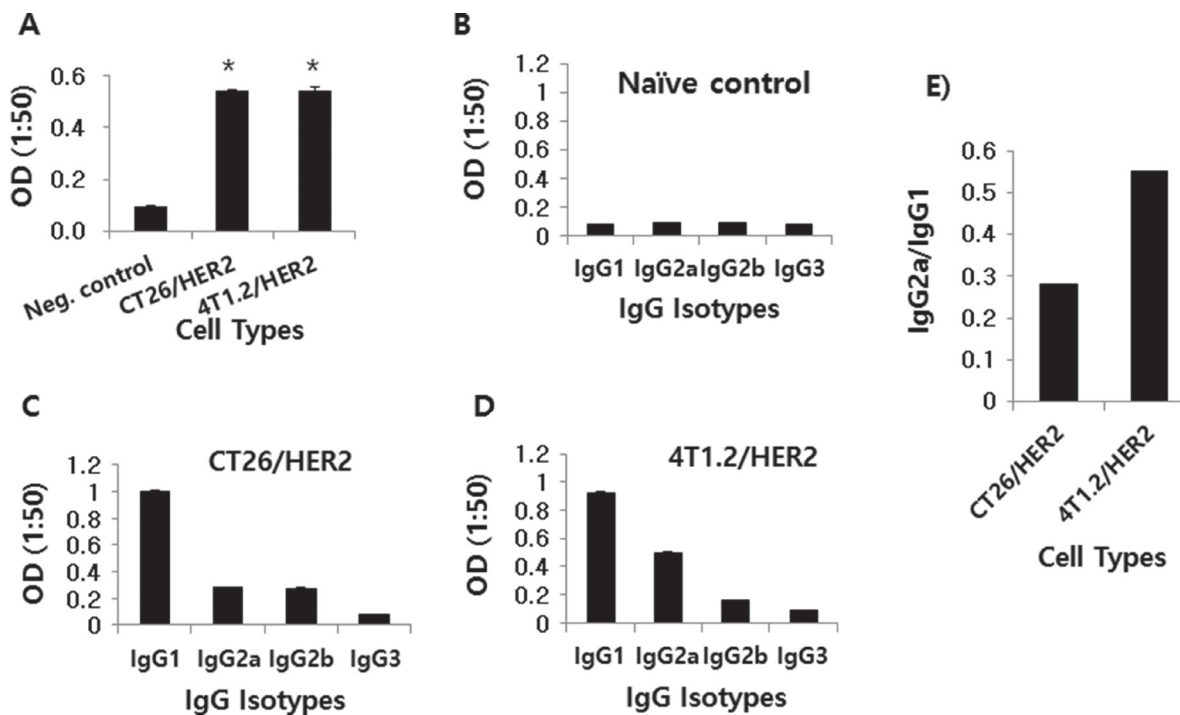 A
OD (1:50)
0.6
0.4
0.2
0.0
*
*
Neg. control
CT26/HER2
4T1.2/HER2
Cell Types
B
OD (1:50)
1.2
1
0.8
0.6
0.4
0.2
0
Naïve control
IgG1 IgG2a IgG2b IgG3
IgG Isotypes
E)
IgG2a/IgG1
0.6
0.5
0.4
0.3
0.2
0.1
0
CT26/HER2
4T1.2/HER2
Cell Types
C
OD (1:50)
1.2
1
0.8
0.6
0.4
0.2
0
CT26/HER2
IgG1 IgG2a IgG2b IgG3
IgG Isotypes
D
OD (1:50)
1.2
1
0.8
0.6
0.4
0.2
0
4T1.2/HER2
IgG1 IgG2a IgG2b IgG3
IgG Isotypes